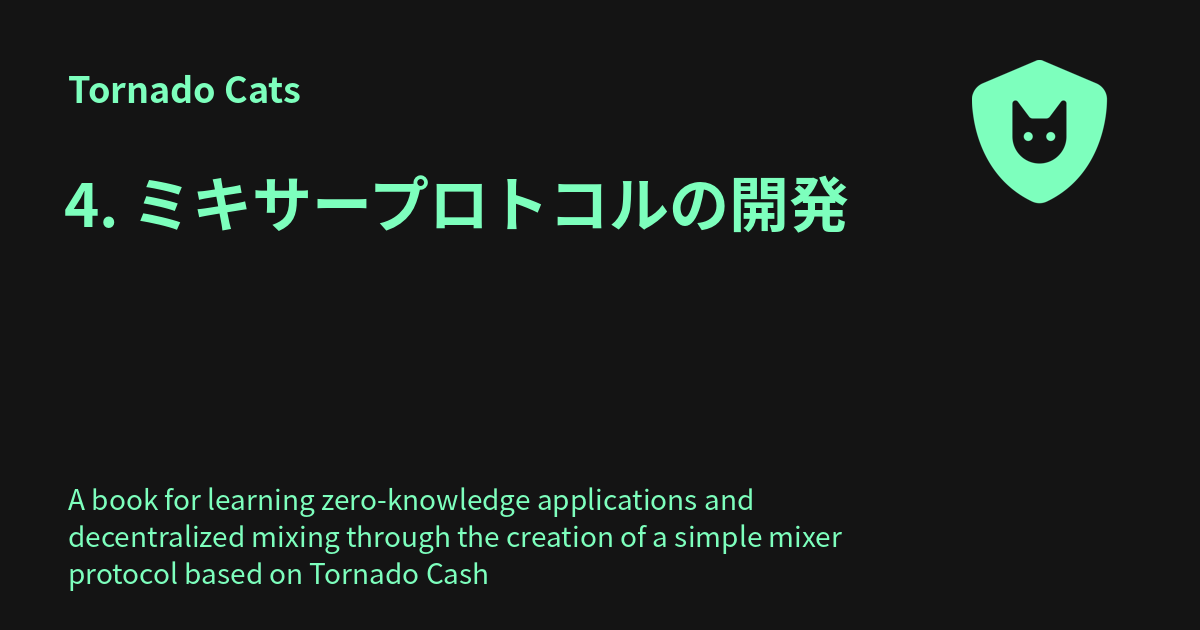 Tornado Cats
4. ミキサープロトコルの開発
A book for learning zero-knowledge applications and
decentralized mixing through the creation of a simple mixer
protocol based on Tornado Cash